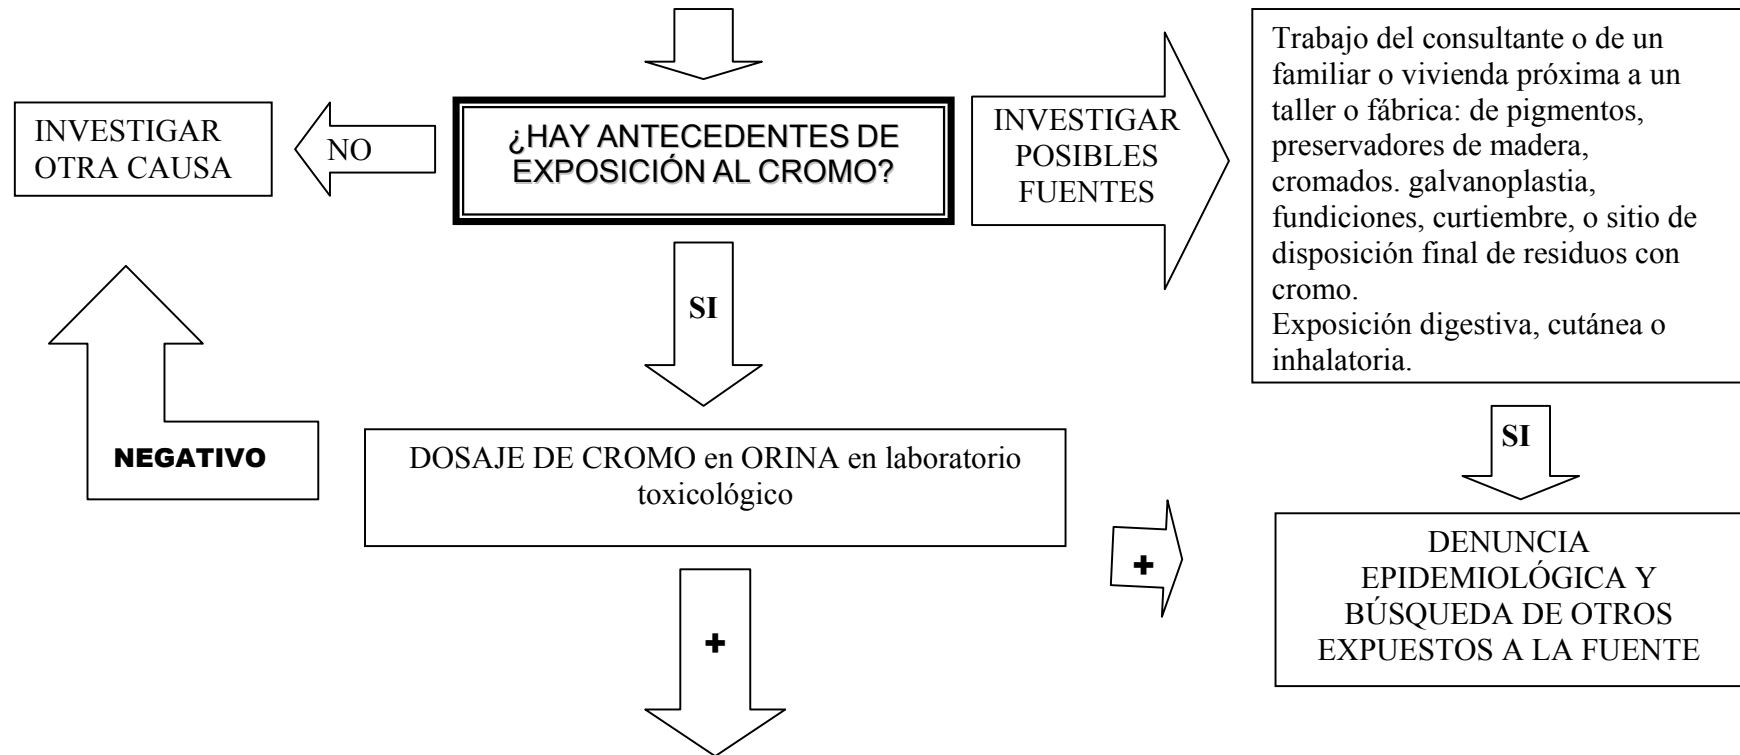 INVESTIGAR
OTRA CAUSA
NO
¿HAY ANTECEDENTES DE
EXPOSICIÓN AL CROMO?
INVESTIGAR
POSIBLES
FUENTES
Trabajo del consultante o de un
familiar o vivienda próxima a un
taller o fábrica: de pigmentos,
preservadores de madera,
cromados. galvanoplastia,
fundiciones, curtiembre, o sitio de
disposición final de residuos con
cromo.
Exposición digestiva, cutánea o
inhalatoria.
SI
SI
NEGATIVO
DOSAJE DE CROMO en ORINA en laboratorio
toxicológico
+
DENUNCIA
EPIDEMIOLÓGICA Y
BÚSQUEDA DE OTROS
EXPUESTOS A LA FUENTE
+